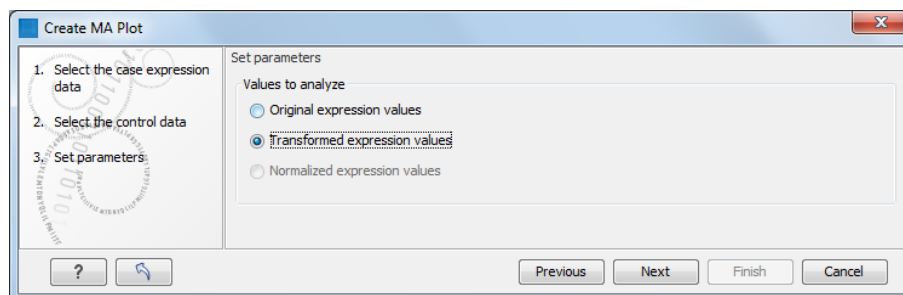 Create MA Plot
1. Select the case expression
data
2. Select the control data
3. Set parameters
Set parameters
Values to analyze
Original expression values
Transformed expression values
Normalized expression values
?
Previous
Next
Finish
Cancel